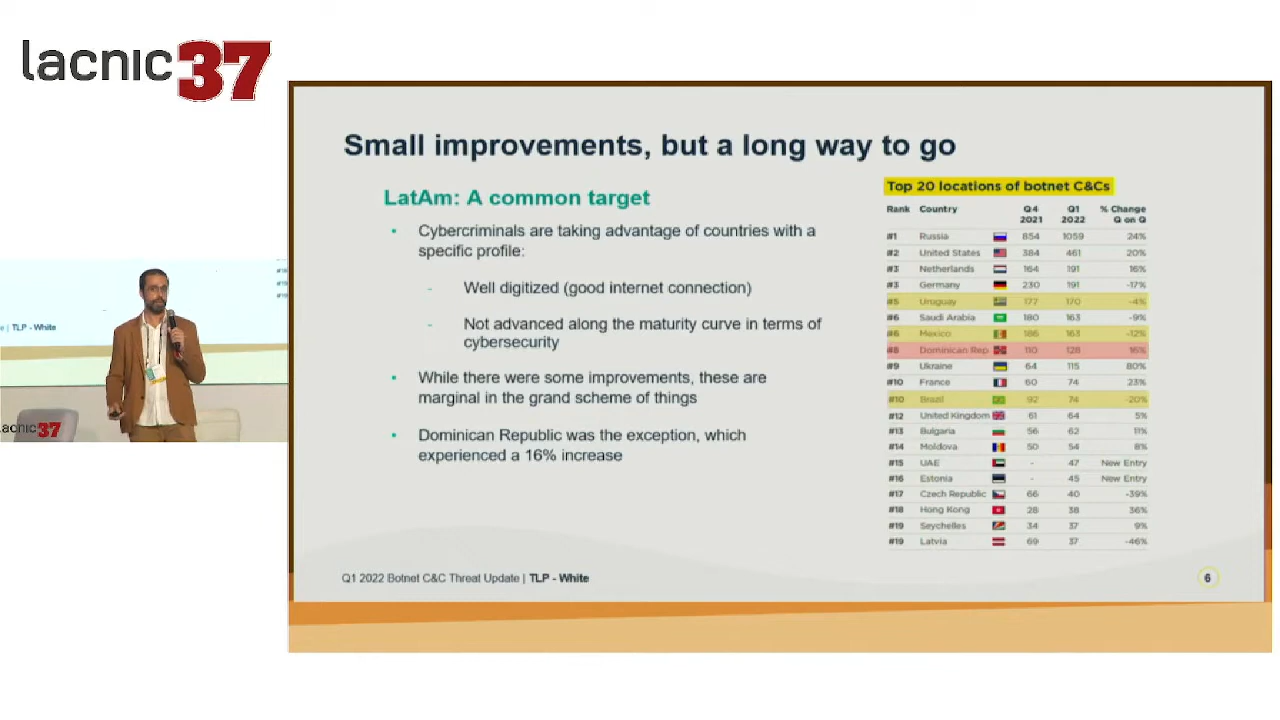 lacnic 37
Small improvements, but a long way to go
LatAm: A common target
• Cybercriminals are taking advantage of countries with a
specific profile:
- Well digitized (good internet connection)
- Not advanced along the maturity curve in terms of
cybersecurity
• While there were some improvements, these are
marginal in the grand scheme of things
• Dominican Republic was the exception, which
experienced a 16% increase
Q1 2022 Botnet C&C Threat Update | TLP - White
6
Top 20 locations of botnet C&Cs
Rank Country Q4 2021 Q1 2022 % Change Q on Q
#1 Russia 854 1059 24%
#2 United States 384 461 20%
#3 Netherlands 164 191 16%
#3 Germany 230 191 -17%
#5 Uruguay 177 170 -4%
#6 Saudi Arabia 180 163 -9%
#6 Mexico 186 163 -12%
#8 Dominican Rep. 110 128 16%
#9 Ukraine 64 115 80%
#10 France 60 74 23%
#10 Brazil 92 74 -20%
#12 United Kingdom 61 64 5%
#13 Bulgaria 56 62 11%
#14 Moldova 50 54 8%
#15 UAE - 47 New Entry
#16 Estonia - 45 New Entry
#17 Czech Republic 66 40 -39%
#18 Hong Kong 28 38 36%
#19 Seychelles 34 37 9%
#19 Latvia 69 37 -46%
| TLP - White
lacnic 37